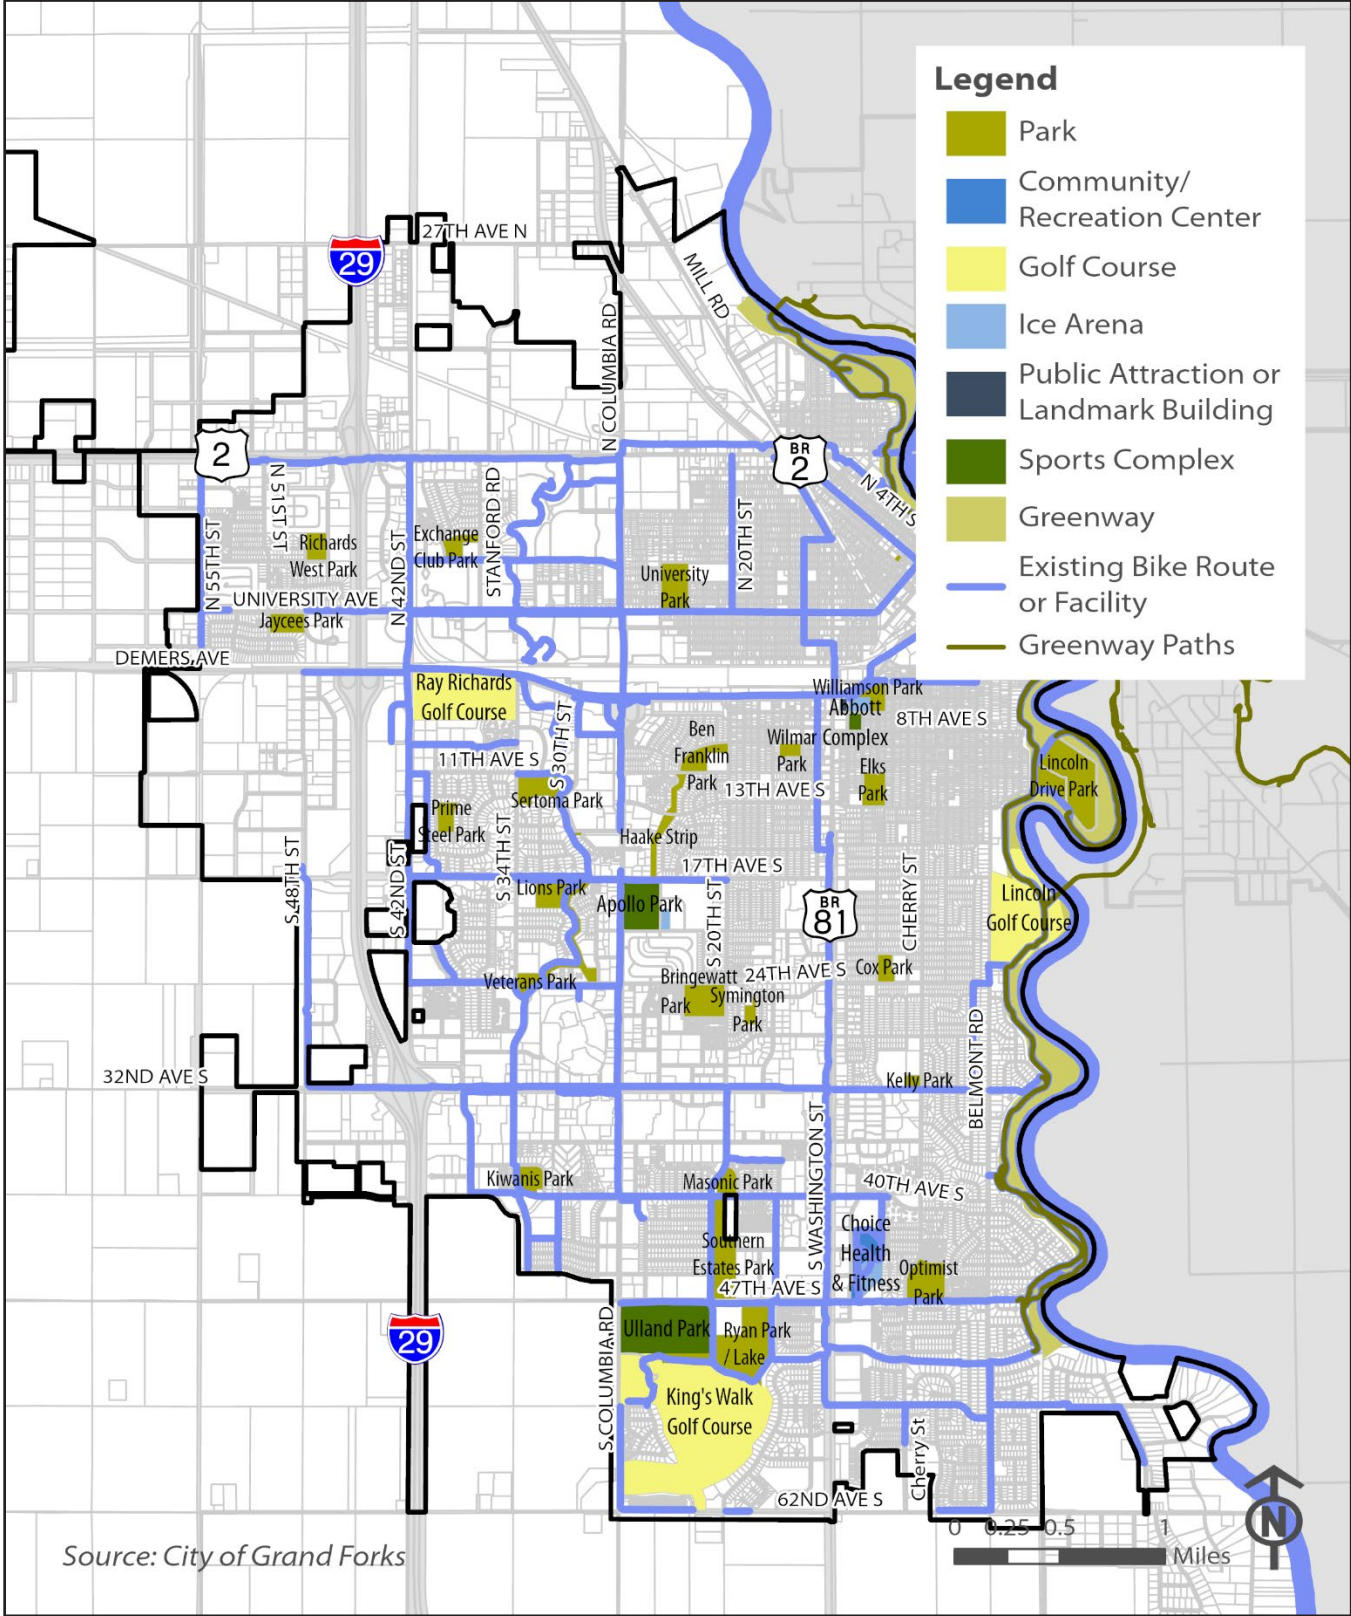 Legend
Park
Community/
Recreation Center
Golf Course
Ice Arena
Public Attraction or
Landmark Building
Sports Complex
Greenway
Existing Bike Route
or Facility
Greenway Paths
27TH AVE N
29
MILL RD
N COLUMBIA RD
2
BR
2
N 4TH S
N 51ST ST
N 55TH ST
Richards
West Park
N 42ND ST
Exchange
Club Park
STANFORD RD
N 20TH ST
University
Park
UNIVERSITY AVE
Jaycees Park
DEMERS AVE
Ray Richards
Golf Course
Williamson Park
Abbott
Complex
8TH AVE S
S 30TH ST
Ben
Franklin
Park
Wilmar
Park
11TH AVE S
Elks
Park
Lincoln
Drive Park
13TH AVE S
Sertoma Park
Prime
Steel Park
S 34TH ST
Haake Strip
17TH AVE S
S 48TH ST
S 42ND ST
Lions Park
Apollo Park
S 20TH ST
BR
81
CHERRY ST
Lincoln
Golf Course
Bringewatt
Park
24TH AVE S
Cox Park
Veterans Park
Symington
Park
BELMONT RD
32ND AVE S
Kelly Park
S WASHINGTON ST
Kiwanis Park
Masonic Park
40TH AVE S
Choice
Health
& Fitness
Southern
Estates Park
Optimist
Park
47TH AVE S
29
S COLUMBIA RD
Ulland Park
Ryan Park
/ Lake
King's Walk
Golf Course
Cherry St
62ND AVE S
0 0.25 0.5 1
Miles
N
Source: City of Grand Forks